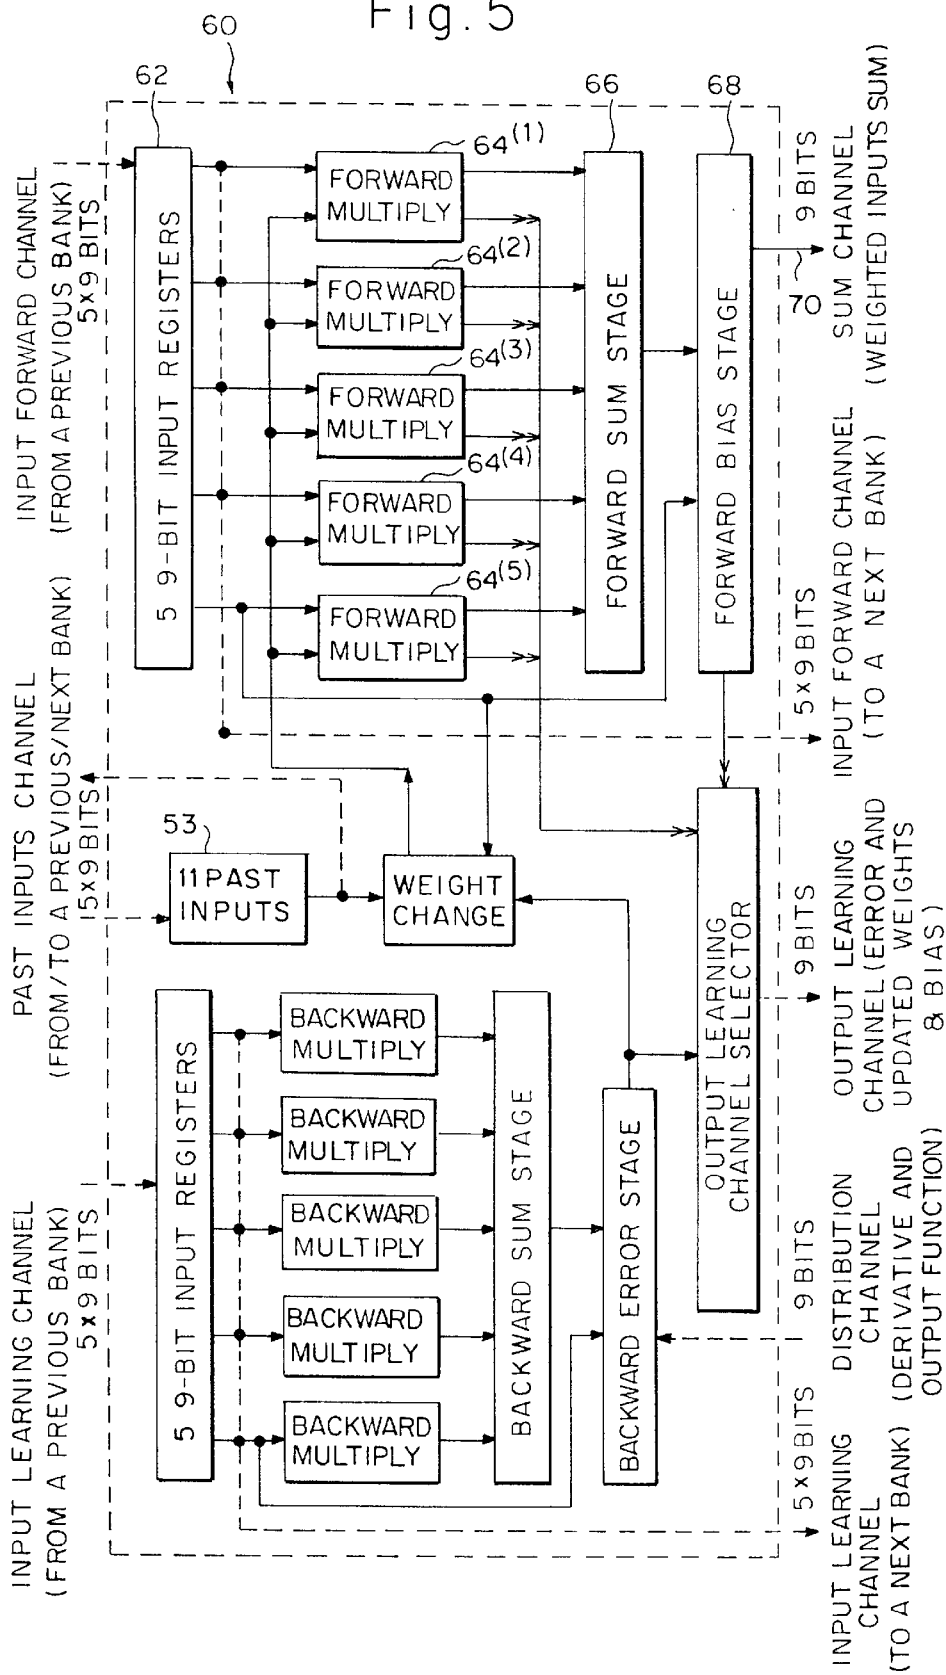 Fig. 5
60
62
66
68
INPUT FORWARD CHANNEL
(FROM A PREVIOUS BANK)
5×9 BITS
5 9-BIT INPUT REGISTERS
FORWARD
MULTIPLY
64(1)
FORWARD
MULTIPLY
64(2)
FORWARD
MULTIPLY
64(3)
FORWARD
MULTIPLY
64(4)
FORWARD
MULTIPLY
64(5)
FORWARD SUM STAGE
FORWARD BIAS STAGE
70
9 BITS
SUM CHANNEL
(WEIGHTED INPUTS SUM)
5×9 BITS
INPUT FORWARD CHANNEL
(TO A NEXT BANK)
PAST INPUTS CHANNEL
(FROM/TO A PREVIOUS/NEXT BANK)
5×9 BITS
53
11 PAST
INPUTS
WEIGHT
CHANGE
OUTPUT LEARNING
CHANNEL SELECTOR
9 BITS
OUTPUT LEARNING
CHANNEL (ERROR AND
UPDATED WEIGHTS
& BIAS)
INPUT LEARNING CHANNEL
(FROM A PREVIOUS BANK)
5×9 BITS
5 9-BIT INPUT REGISTERS
BACKWARD
MULTIPLY
BACKWARD
MULTIPLY
BACKWARD
MULTIPLY
BACKWARD
MULTIPLY
BACKWARD
MULTIPLY
BACKWARD SUM STAGE
BACKWARD ERROR STAGE
9 BITS
DISTRIBUTION
CHANNEL
(DERIVATIVE AND
OUTPUT FUNCTION)
5×9 BITS
INPUT LEARNING
CHANNEL
(TO A NEXT BANK)